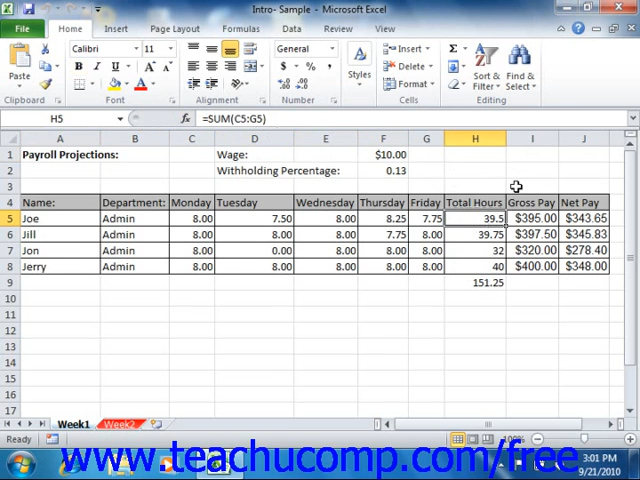 Intro- Sample - Microsoft Excel
File Home Insert Page Layout Formulas Data Review View
Calibri 11 General Insert Σ
Paste B I U $ % , Styles Delete Sort & Filter Find & Select
Format
Clipboard Font Alignment Number Cells Editing
H5 fx =SUM(C5:G5)
A B C D E F G H I J
1 Payroll Projections: Wage: $10.00
2 Withholding Percentage: 0.13
3
4 Name: Department: Monday Tuesday Wednesday Thursday Friday Total Hours Gross Pay Net Pay
5 Joe Admin 8.00 7.50 8.00 8.25 7.75 39.5 $395.00 $343.65
6 Jill Admin 8.00 8.00 8.00 7.75 8.00 39.75 $397.50 $345.83
7 Jon Admin 8.00 0.00 8.00 8.00 8.00 32 $320.00 $278.40
8 Jerry Admin 8.00 8.00 8.00 8.00 8.00 40 $400.00 $348.00
9 151.25
10
11
12
13
14
15
16
17
Week1 Week2
Ready 100%
www.teachucomp.com/free
3:01 PM
9/21/2010